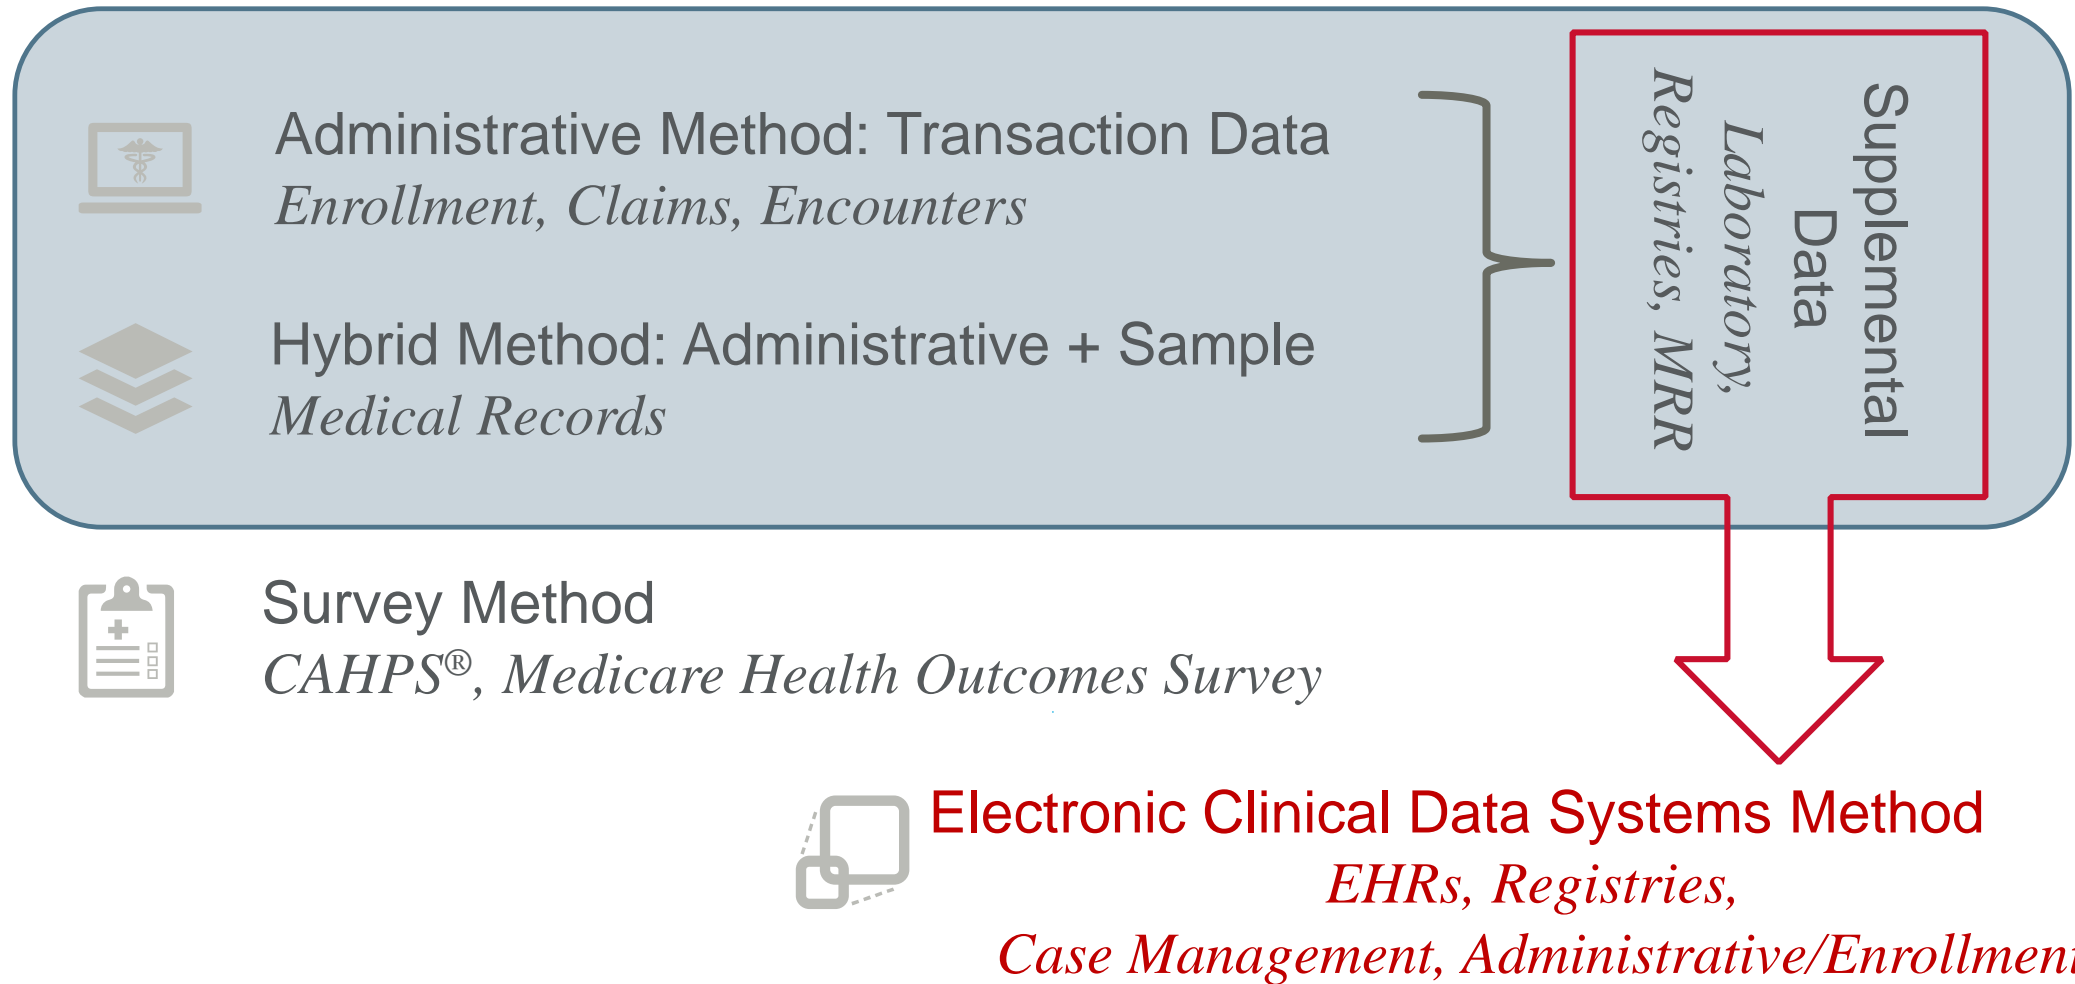 Administrative Method: Transaction Data
Enrollment, Claims, Encounters
Hybrid Method: Administrative + Sample
Medical Records
Supplemental
Data
Laboratory,
Registries, MRR
Survey Method
CAHPS®, Medicare Health Outcomes Survey
Electronic Clinical Data Systems Method
EHRs, Registries,
Case Management, Administrative/Enrollment